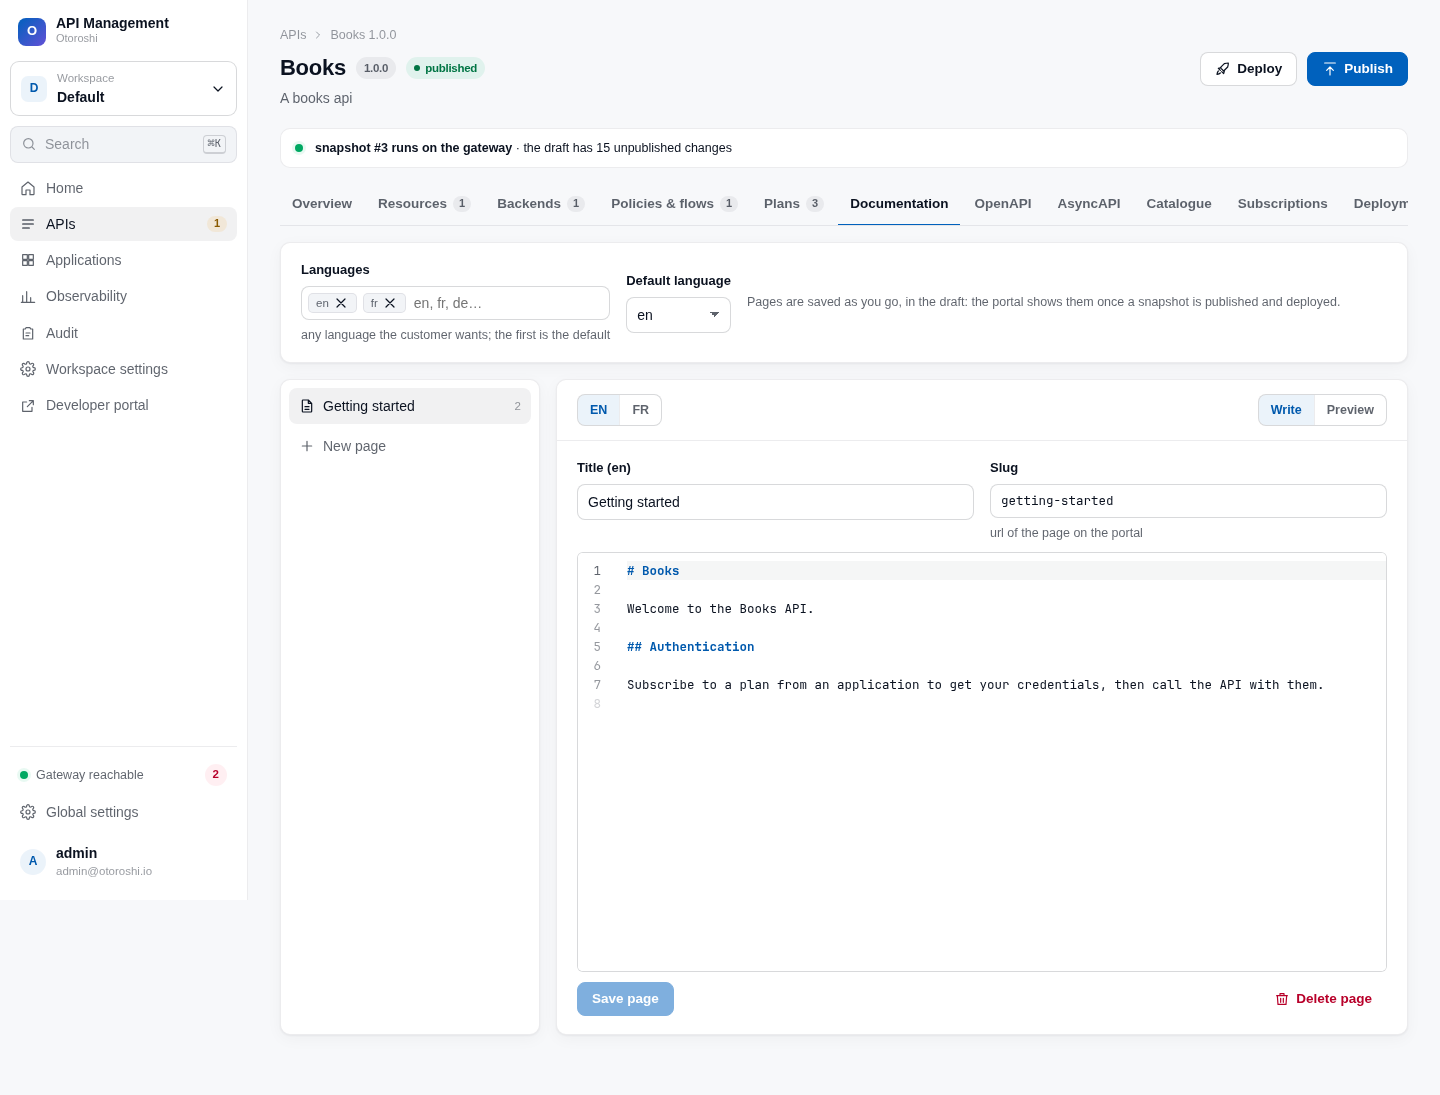 O
API Management
Otoroshi
D
Workspace
Default
Search
⌘K
Home
APIs
1
Applications
Observability
Audit
Workspace settings
Developer portal
Gateway reachable
2
Global settings
A
admin
admin@otoroshi.io
APIs
Books 1.0.0
Books
1.0.0
published
A books api
Deploy
Publish
snapshot #3 runs on the gateway · the draft has 15 unpublished changes
Overview
Resources 1
Backends 1
Policies & flows 1
Plans 3
Documentation
OpenAPI
AsyncAPI
Catalogue
Subscriptions
Deploym
Languages
en
fr
en, fr, de…
any language the customer wants; the first is the default
Default language
en
Pages are saved as you go, in the draft: the portal shows them once a snapshot is published and deployed.
Getting started
2
New page
EN
FR
Write
Preview
Title (en)
Getting started
Slug
getting-started
url of the page on the portal
1 # Books
2
3 Welcome to the Books API.
4
5 ## Authentication
6
7 Subscribe to a plan from an application to get your credentials, then call the API with them.
8
Save page
Delete page